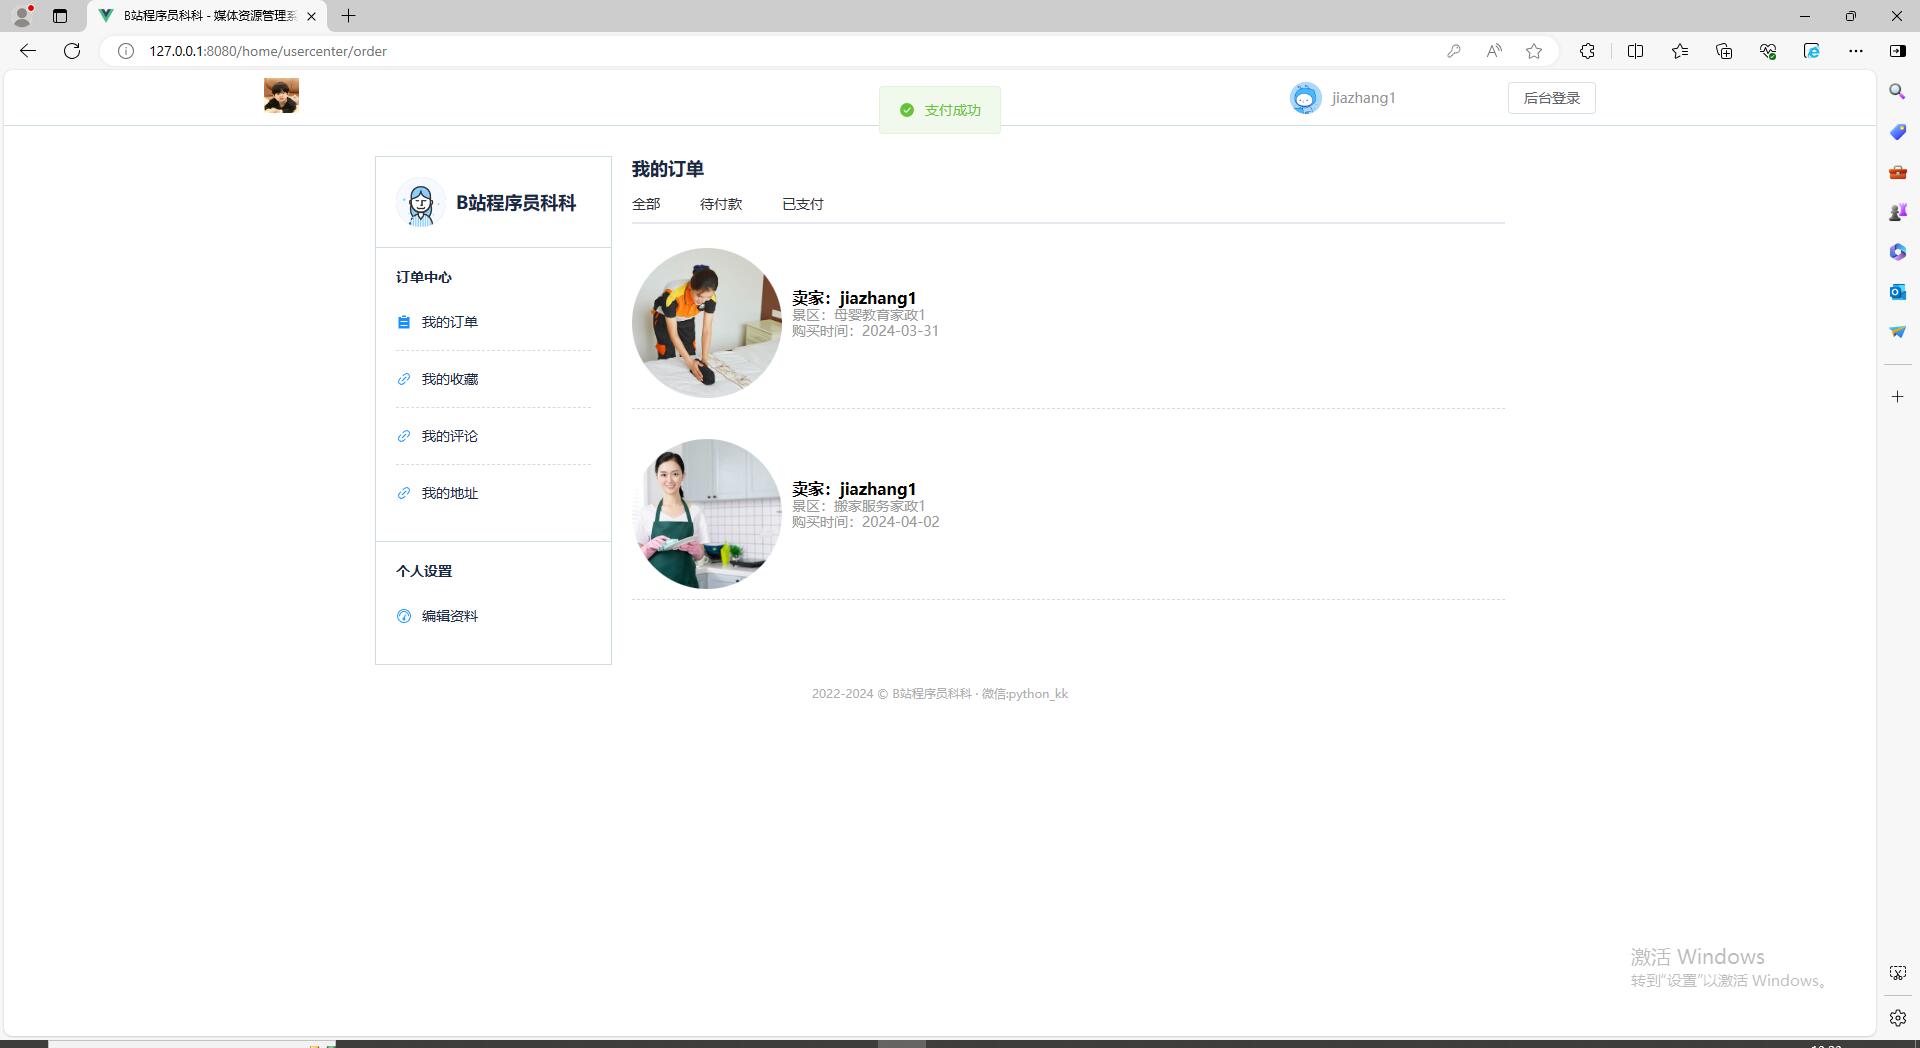 B站程序员科科 - 媒体资源管理系
127.0.0.1:8080/home/usercenter/order
支付成功
jiazhang1
后台登录
B站程序员科科
订单中心
我的订单
我的收藏
我的评论
我的地址
个人设置
编辑资料
我的订单
全部 待付款 已支付
卖家：jiazhang1
景区：母婴教育家政1
购买时间：2024-03-31
卖家：jiazhang1
景区：搬家服务家政1
购买时间：2024-04-02
2022-2024 © B站程序员科科 · 微信:python_kk
激活 Windows
转到"设置"以激活 Windows。